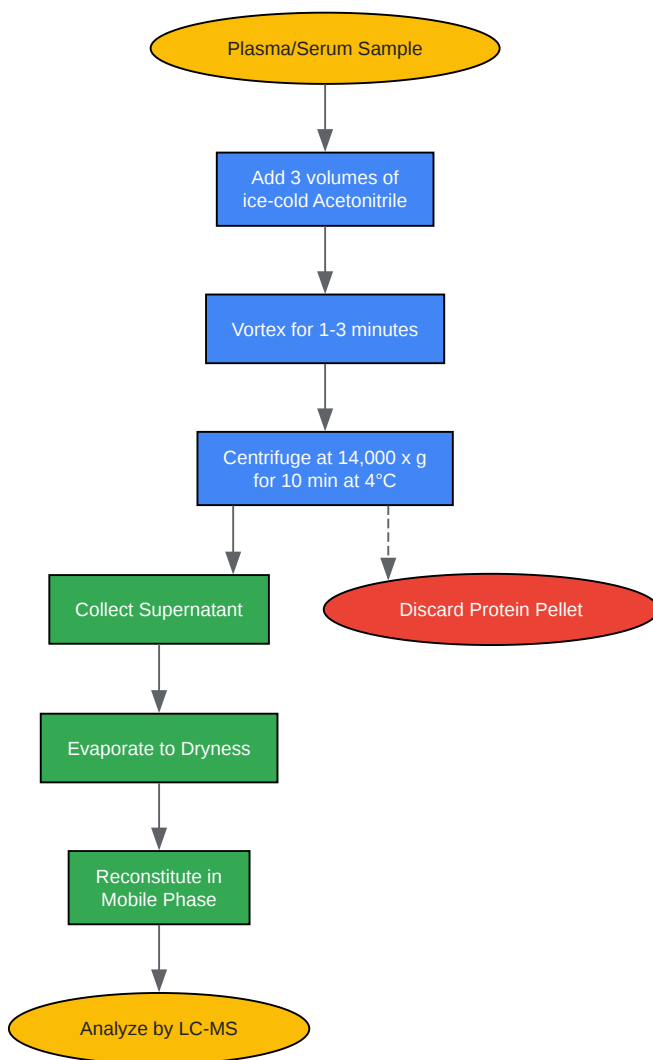 Plasma/Serum Sample
Add 3 volumes of
ice-cold Acetonitrile
Vortex for 1-3 minutes
Centrifuge at 14,000 x g
for 10 min at 4°C
Collect Supernatant
Discard Protein Pellet
Evaporate to Dryness
Reconstitute in
Mobile Phase
Analyze by LC-MS